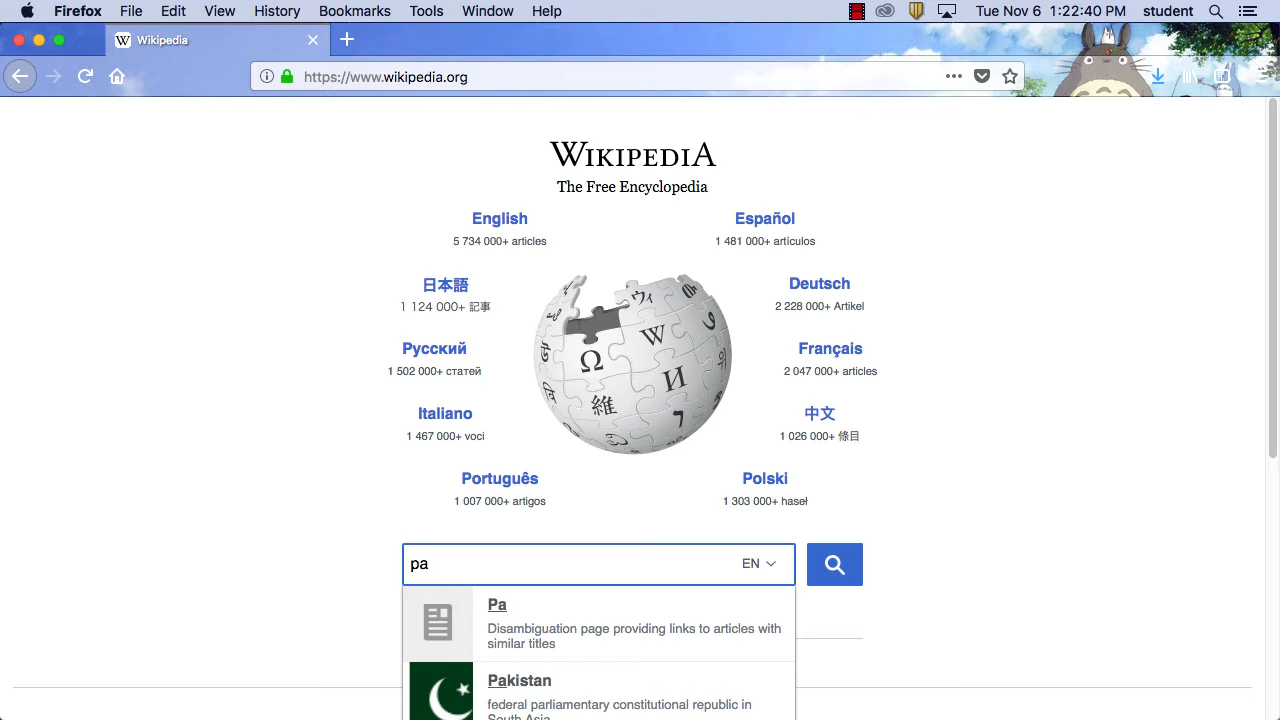 Firefox File Edit View History Bookmarks Tools Window Help Tue Nov 6 1:22:40 PM student
Wikipedia
https://www.wikipedia.org
WIKIPEDIA
The Free Encyclopedia
English
5 734 000+ articles
Español
1 481 000+ artículos
日本語
1 124 000+ 記事
Deutsch
2 228 000+ Artikel
Русский
1 502 000+ статей
Français
2 047 000+ articles
Italiano
1 467 000+ voci
中文
1 026 000+ 條目
Português
1 007 000+ artigos
Polski
1 303 000+ haseł
Ω W И 維 ウィ
pa EN
Pa
Disambiguation page providing links to articles with
similar titles
Pakistan
federal parliamentary constitutional republic in
South Asia